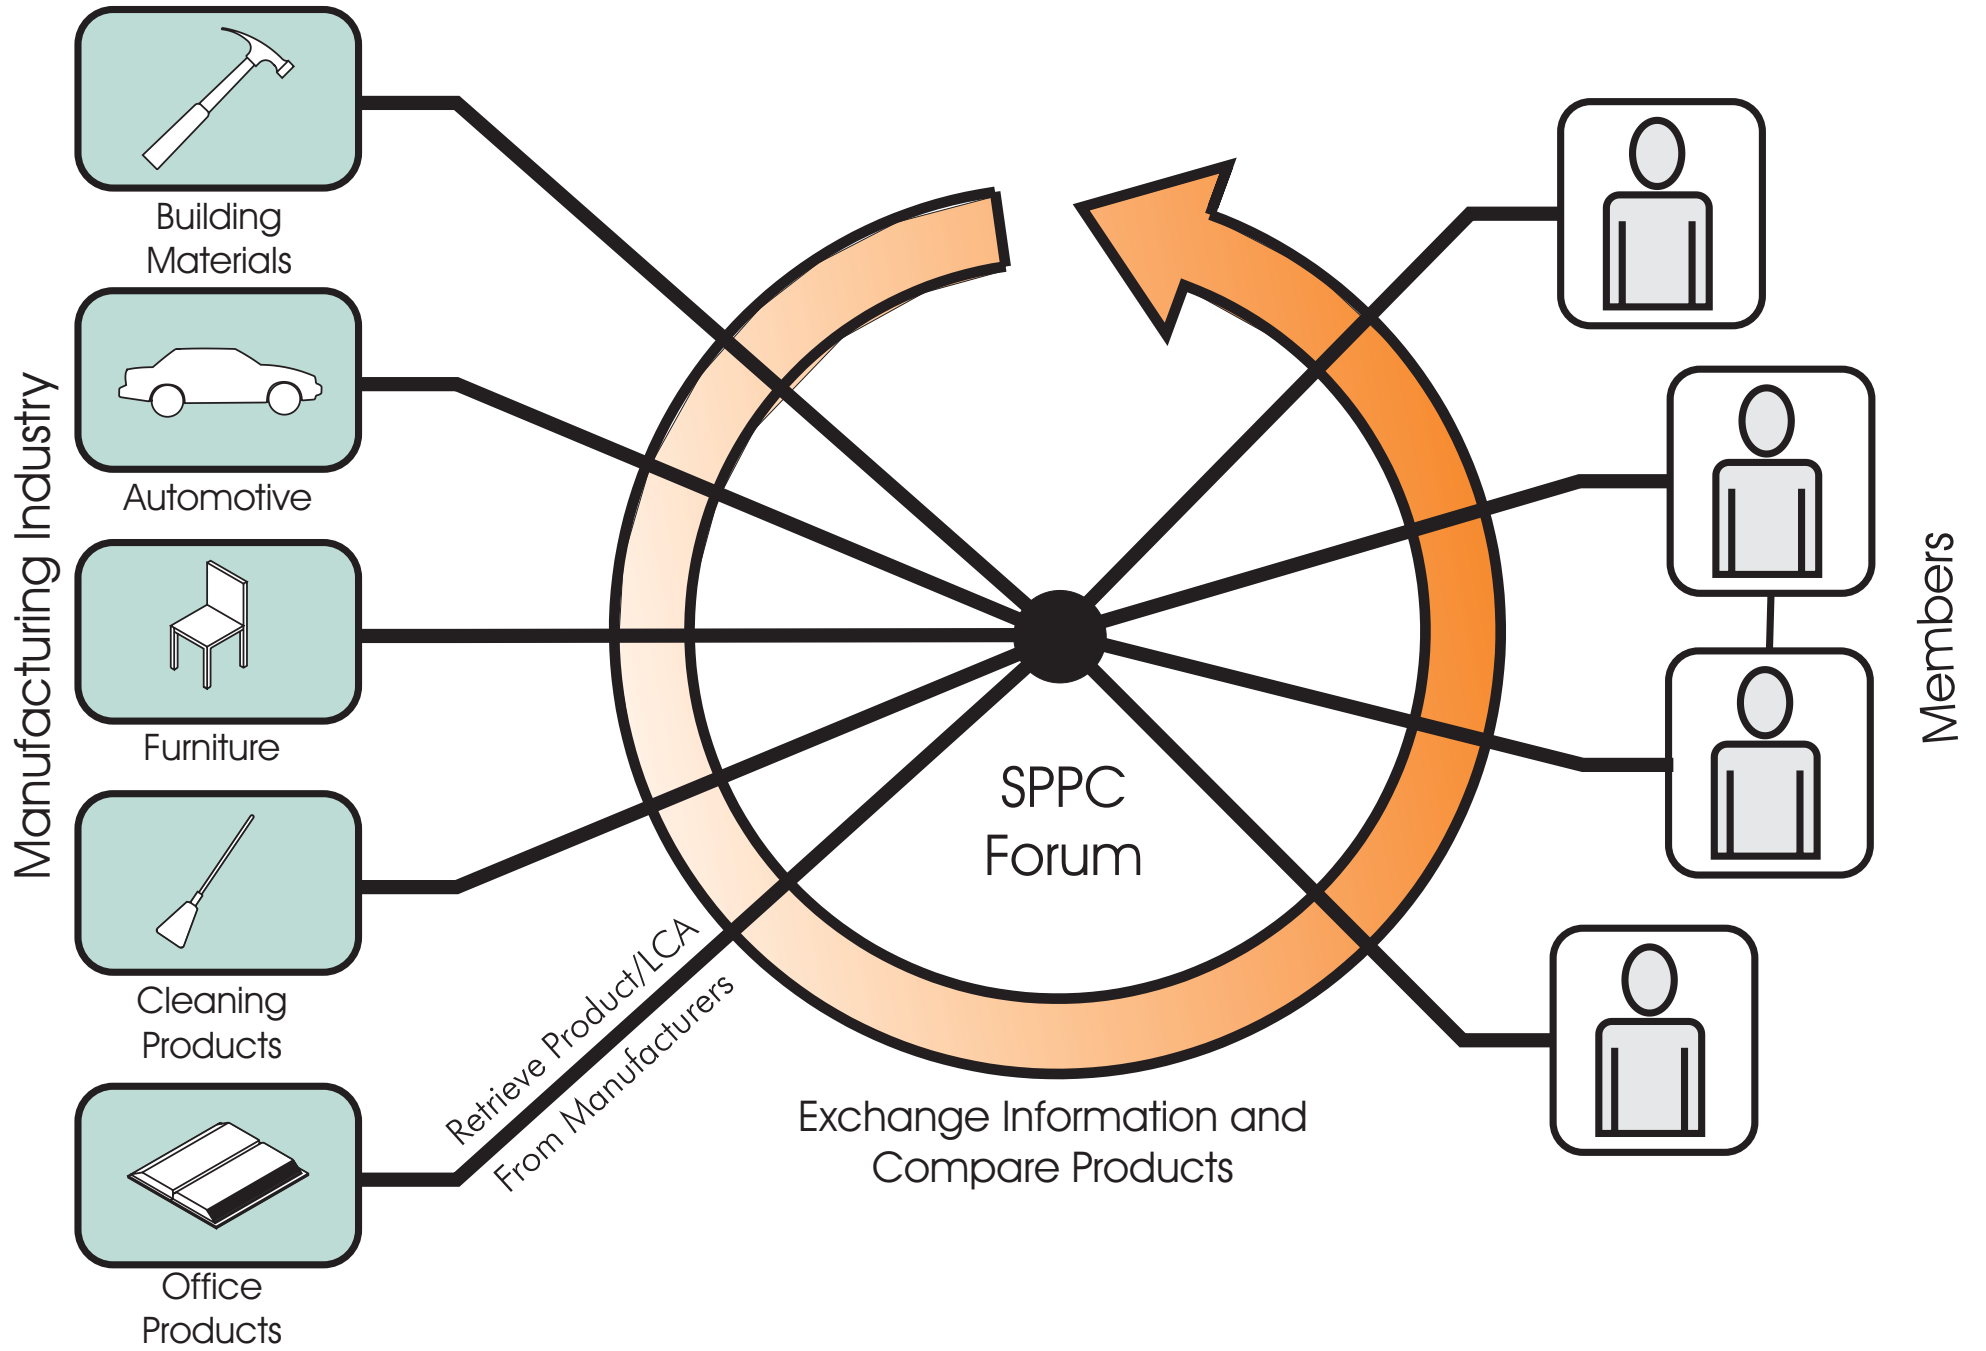 Manufacturing Industry
Building
Materials
Automotive
Furniture
Cleaning
Products
Office
Products
Retrieve Product/LCA
From Manufacturers
SPPC
Forum
Exchange Information and
Compare Products
Members